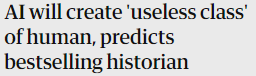 AI will create 'useless class'
of human, predicts
bestselling historian